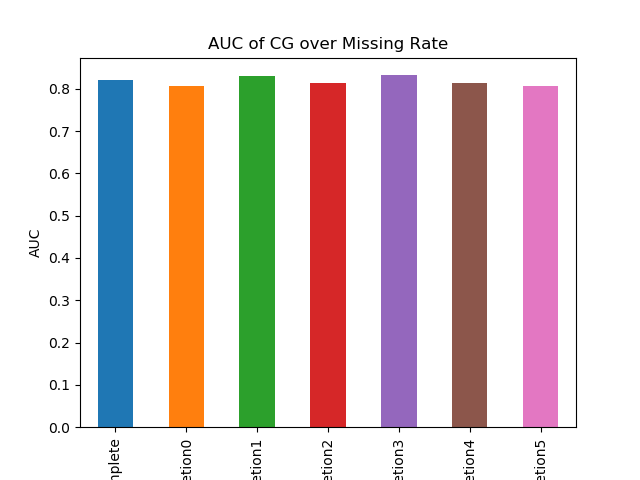 AUC of CG over Missing Rate
AUC
0.8
0.7
0.6
0.5
0.4
0.3
0.2
0.1
0.0
nplete
etion0
etion1
etion2
etion3
etion4
etion5